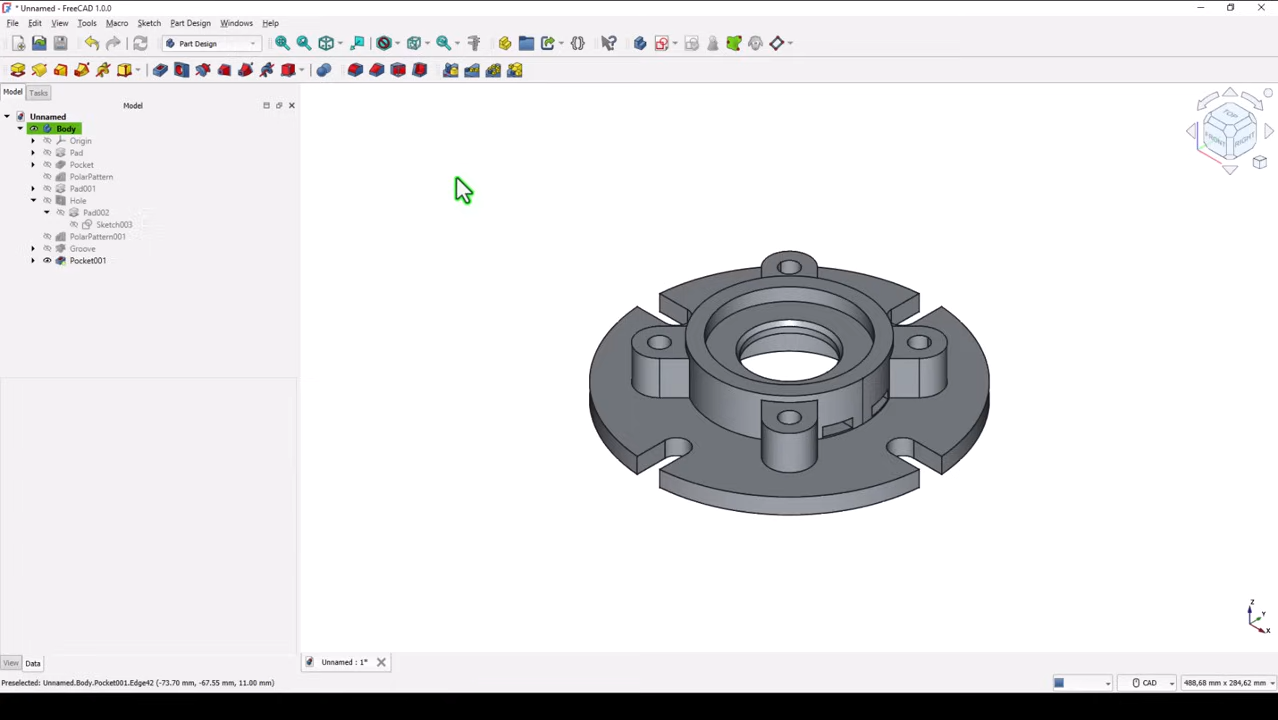 * Unnamed - FreeCAD 1.0.0
File Edit View Tools Macro Sketch Part Design Windows Help
Part Design
Model Tasks
Model
Unnamed
Body
Origin
Pad
Pocket
PolarPattern
Pad001
Hole
Pad002
Sketch003
PolarPattern001
Groove
Pocket001
TOP
FRONT
RIGHT
Z
Y
X
View Data
Unnamed : 1*
Preselected: Unnamed.Body.Pocket001.Edge42 (-73.70 mm, -67.55 mm, 11.00 mm)
CAD
488,68 mm x 284,62 mm